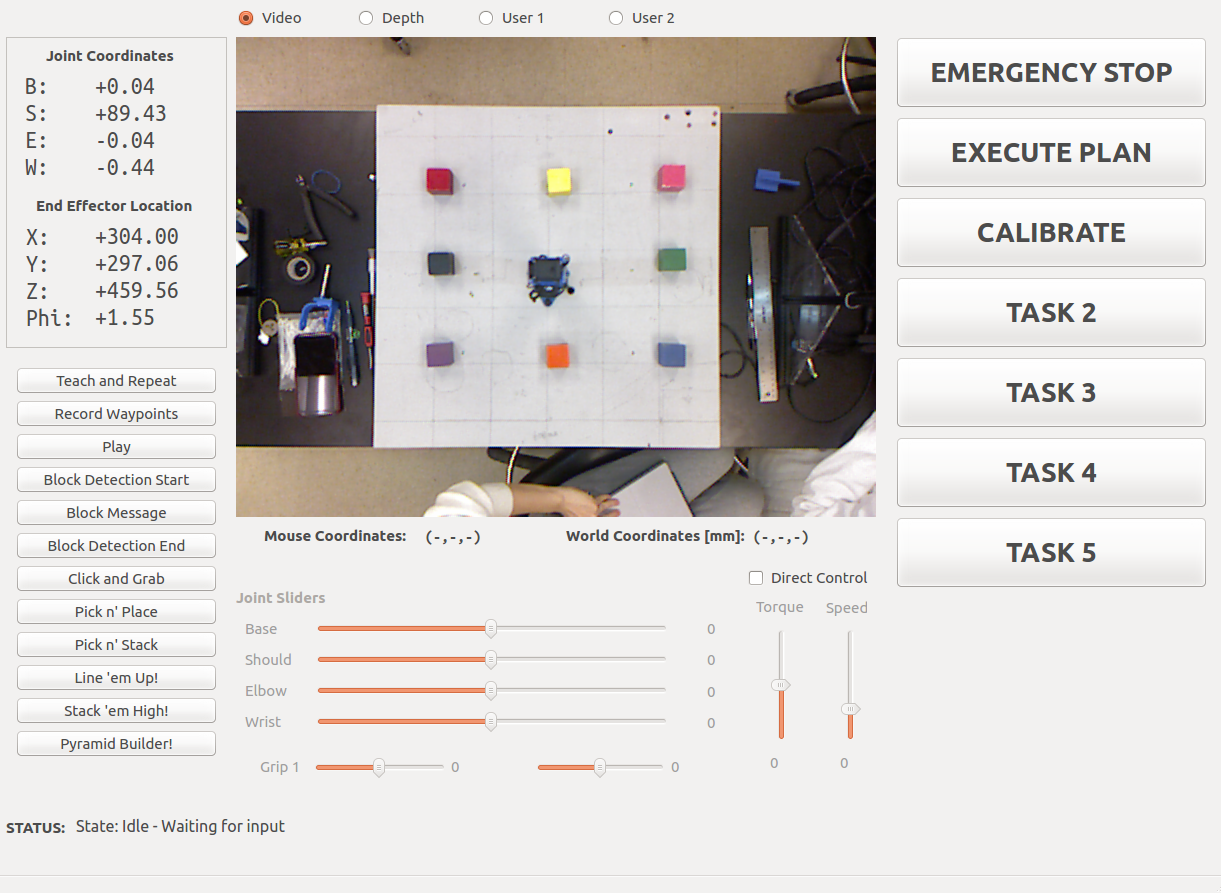 Video Depth User 1 User 2
Joint Coordinates
B: +0.04
S: +89.43
E: -0.04
W: -0.44
End Effector Location
X: +304.00
Y: +297.06
Z: +459.56
Phi: +1.55
Teach and Repeat
Record Waypoints
Play
Block Detection Start
Block Message
Block Detection End
Click and Grab
Pick n' Place
Pick n' Stack
Line 'em Up!
Stack 'em High!
Pyramid Builder!
EMERGENCY STOP
EXECUTE PLAN
CALIBRATE
TASK 2
TASK 3
TASK 4
TASK 5
Mouse Coordinates: (-,-,-) World Coordinates [mm]: (-,-,-)
Direct Control
Joint Sliders
Torque Speed
Base 0
Should 0
Elbow 0
Wrist 0
Grip 1 0 0
0 0
STATUS: State: Idle - Waiting for input